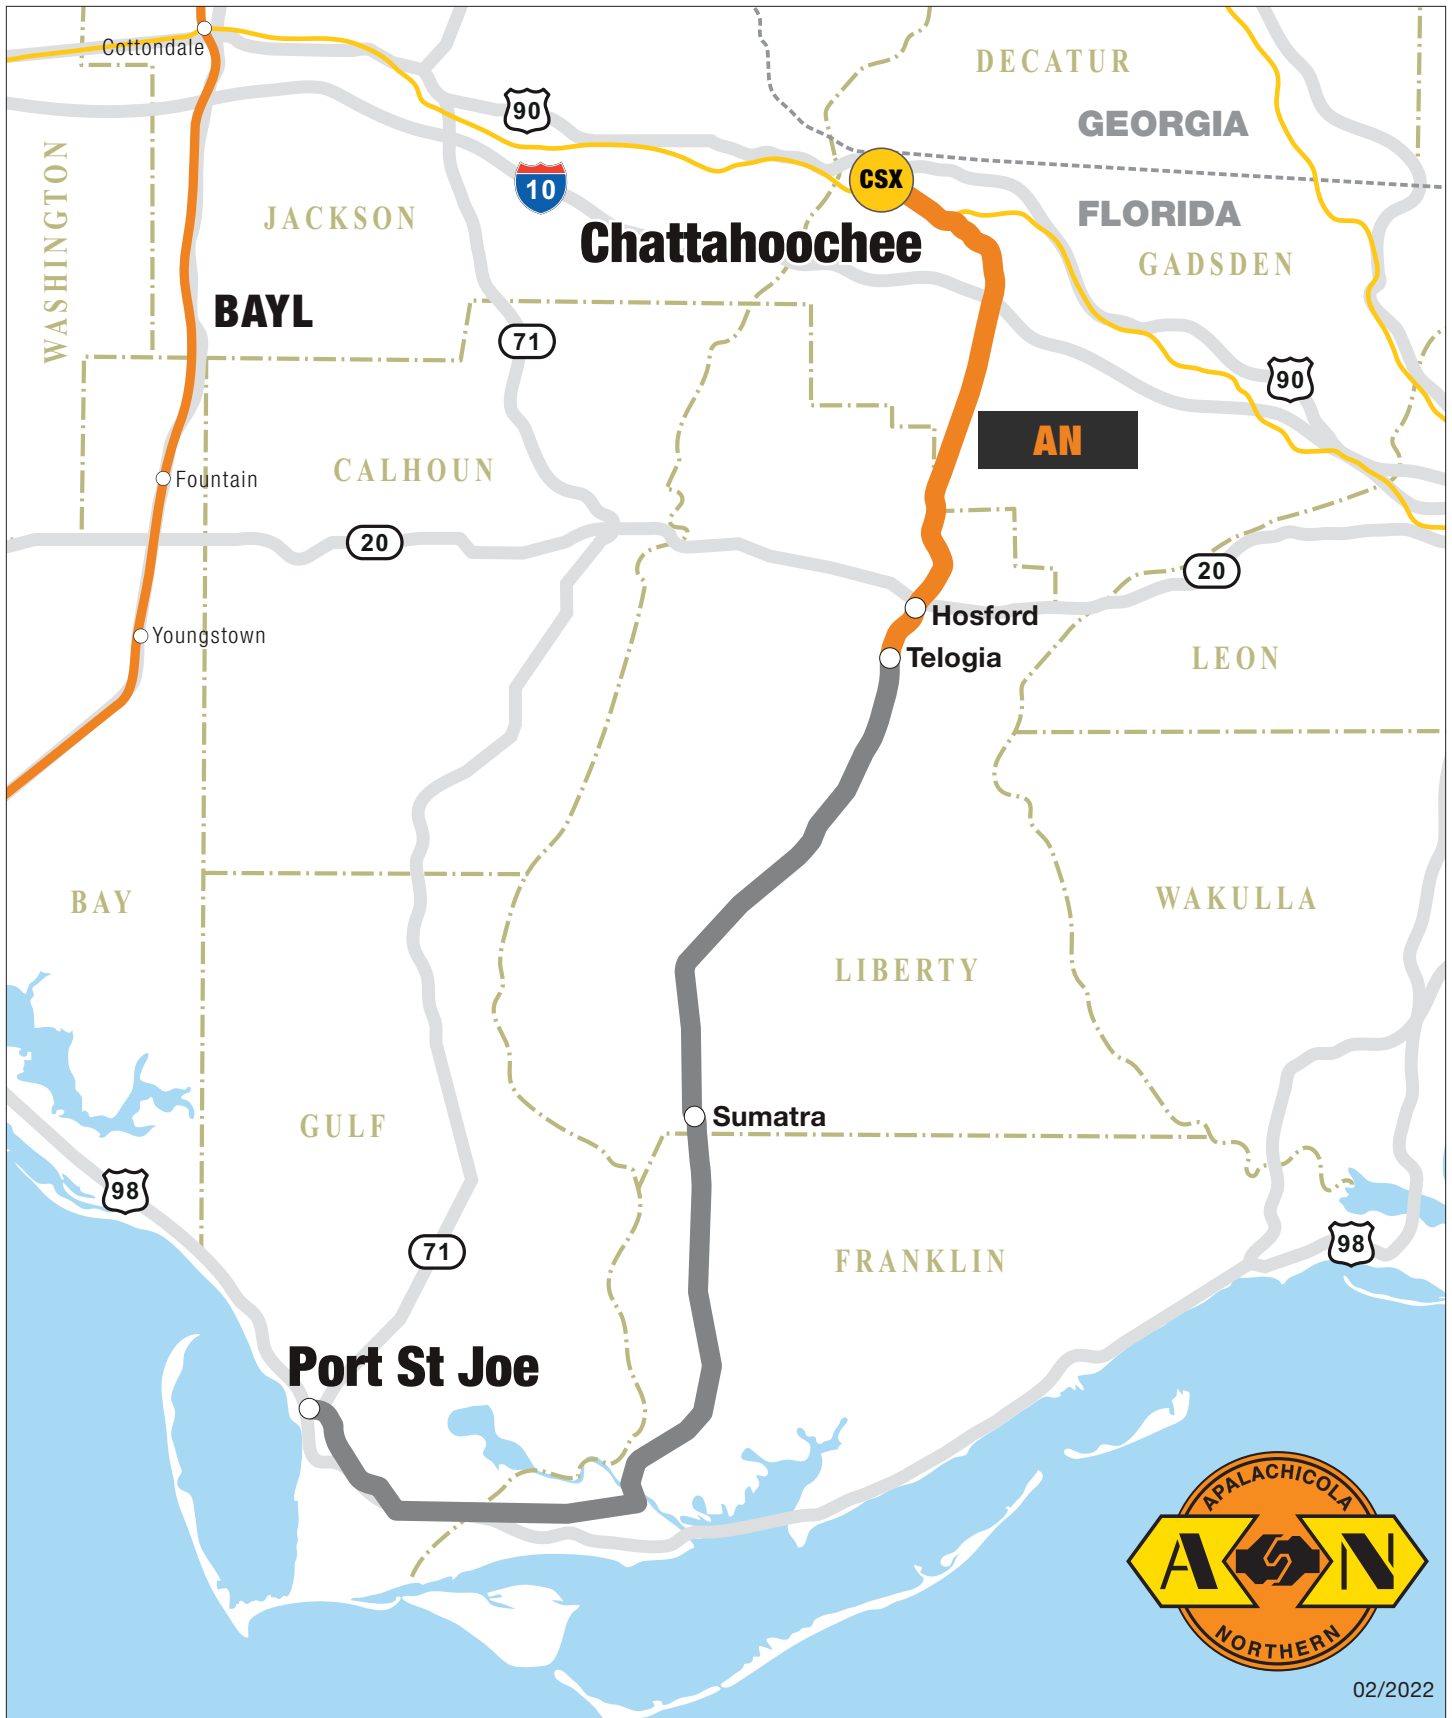 Cottondale
DECATUR
90
GEORGIA
CSX
10
WASHINGTON
JACKSON
FLORIDA
Chattahoochee
GADSDEN
BAYL
71
90
AN
CALHOUN
Fountain
20
20
Hosford
Youngstown
Telogia
LEON
BAY
WAKULLA
LIBERTY
Sumatra
GULF
98
71
98
FRANKLIN
Port St Joe
APALACHICOLA
A N
NORTHERN
02/2022